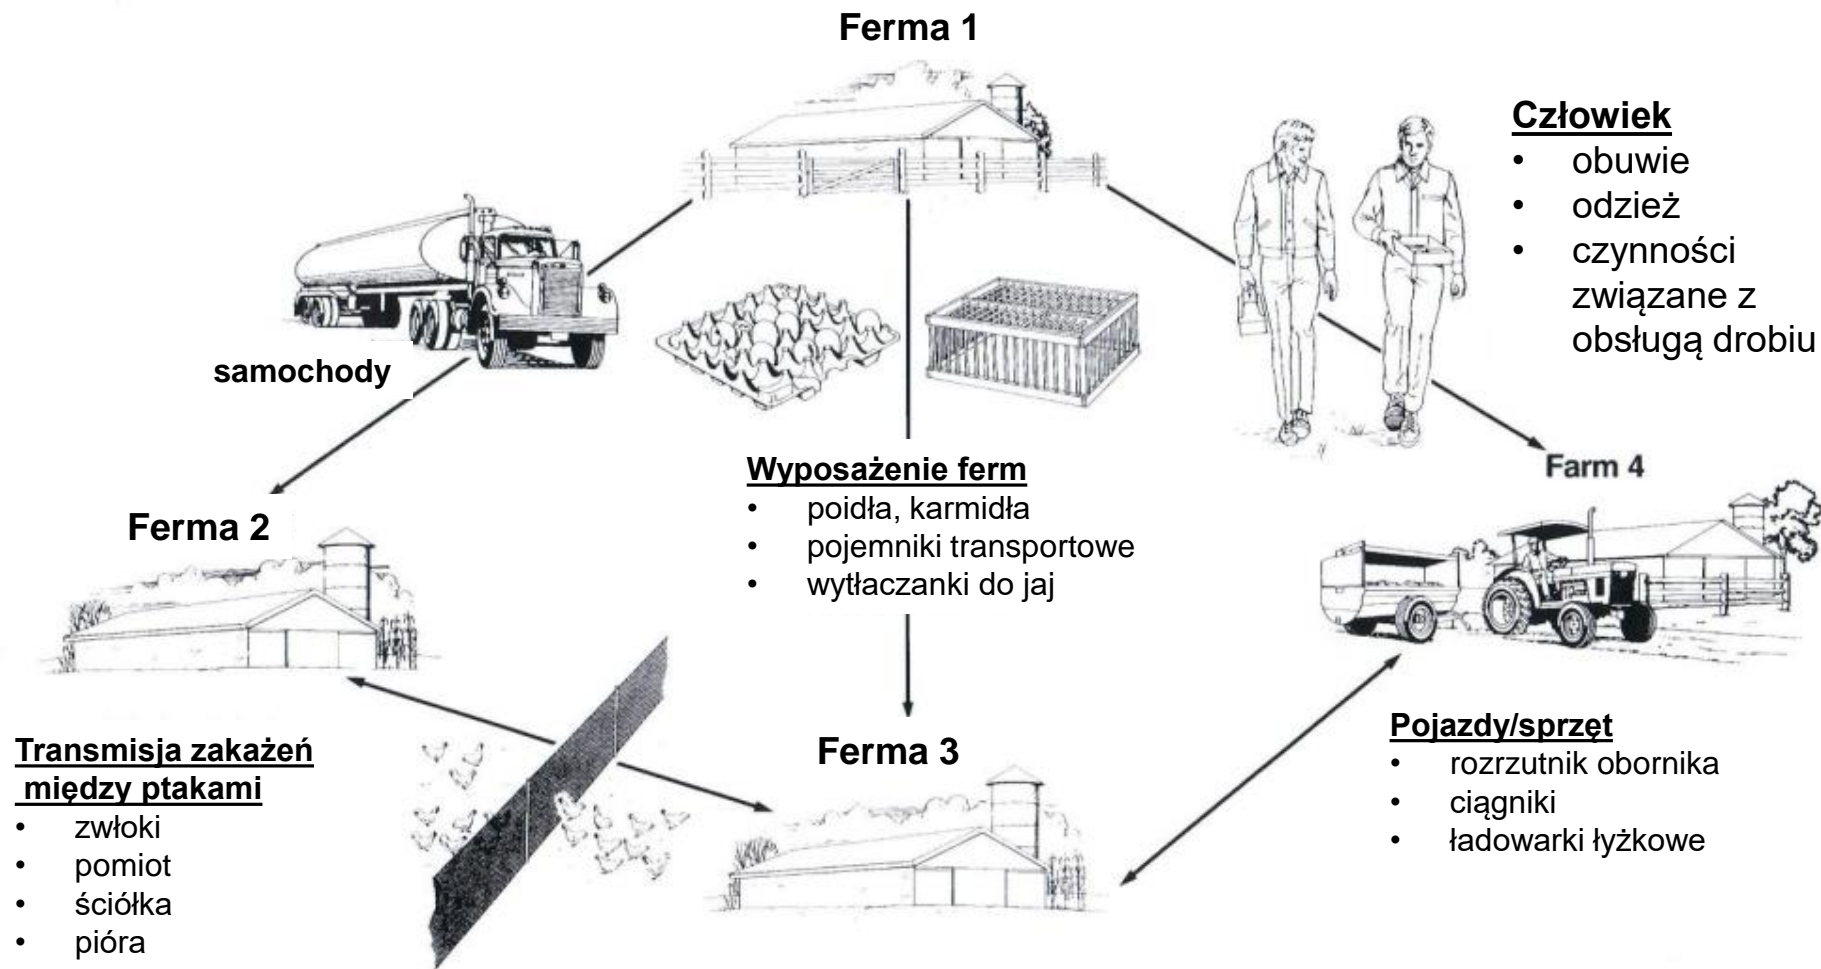 Ferma 1
Człowiek
• obuwie
• odzież
• czynności
związane z
obsługą drobiu
samochody
Wyposażenie ferm
• poidła, karmidła
• pojemniki transportowe
• wytłaczanki do jaj
Farm 4
Ferma 2
Transmisja zakażeń
między ptakami
• zwłoki
• pomiot
• ściółka
• pióra
Ferma 3
Pojazdy/sprzęt
• rozrzutnik obornika
• ciągniki
• ładowarki łyżkowe